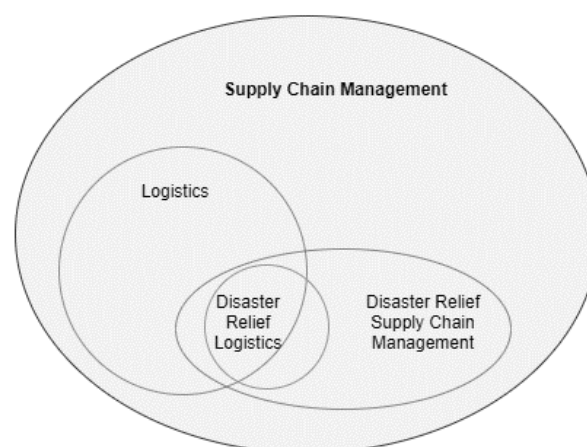 Supply Chain Management
Logistics
Disaster
Relief
Logistics
Disaster Relief
Supply Chain
Management